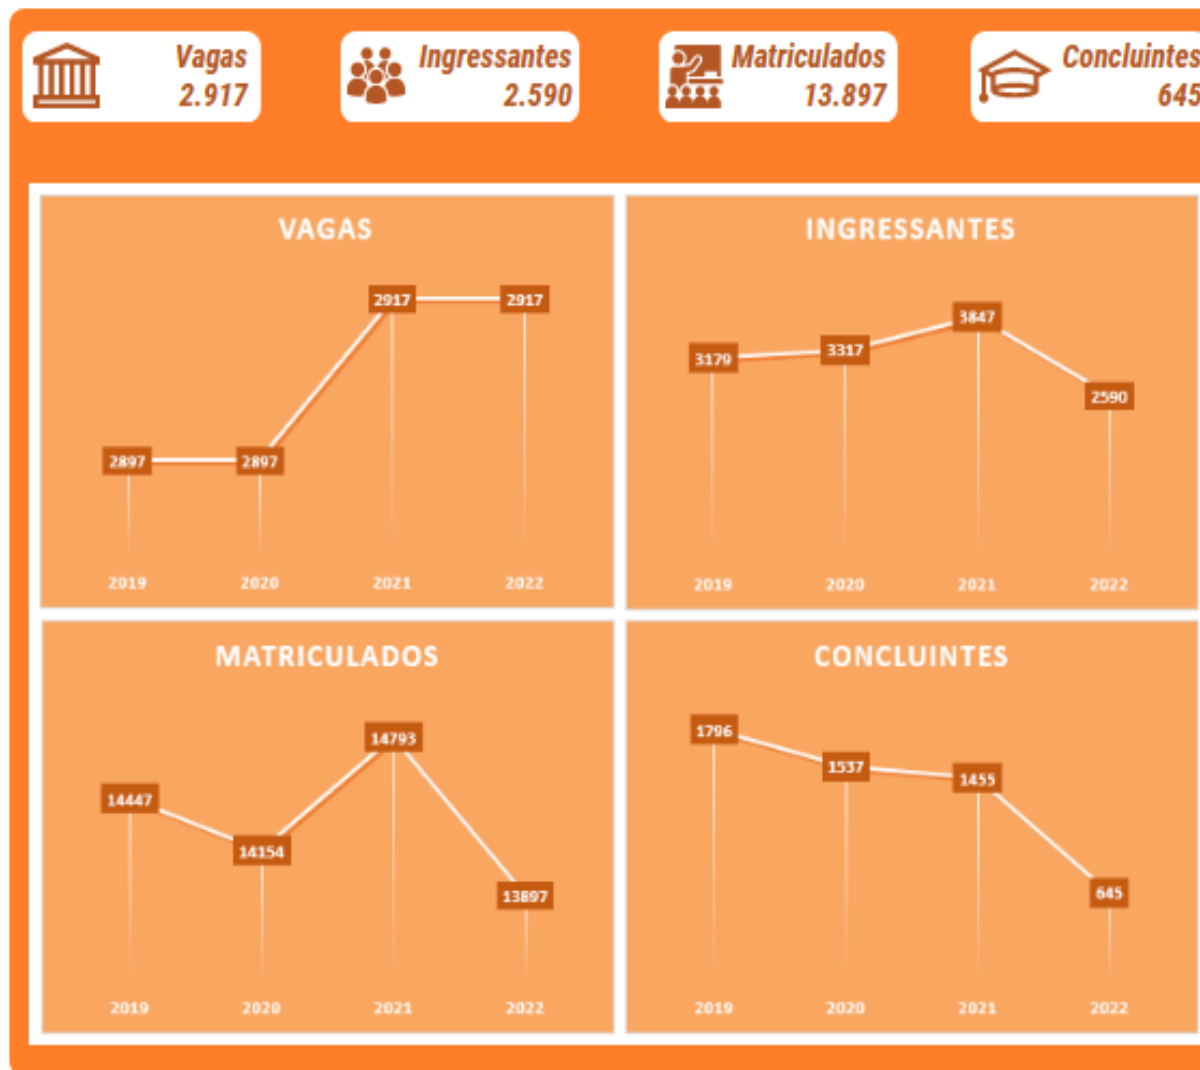 Vagas
2.917
Ingressantes
2.590
Matriculados
13.897
Concluintes
645
VAGAS
2897
2897
2917
2917
2019 2020 2021 2022
INGRESSANTES
3179
3317
3847
2590
2019 2020 2021 2022
MATRICULADOS
14447
14154
14793
13897
2019 2020 2021 2022
CONCLUINTES
1796
1537
1455
645
2019 2020 2021 2022